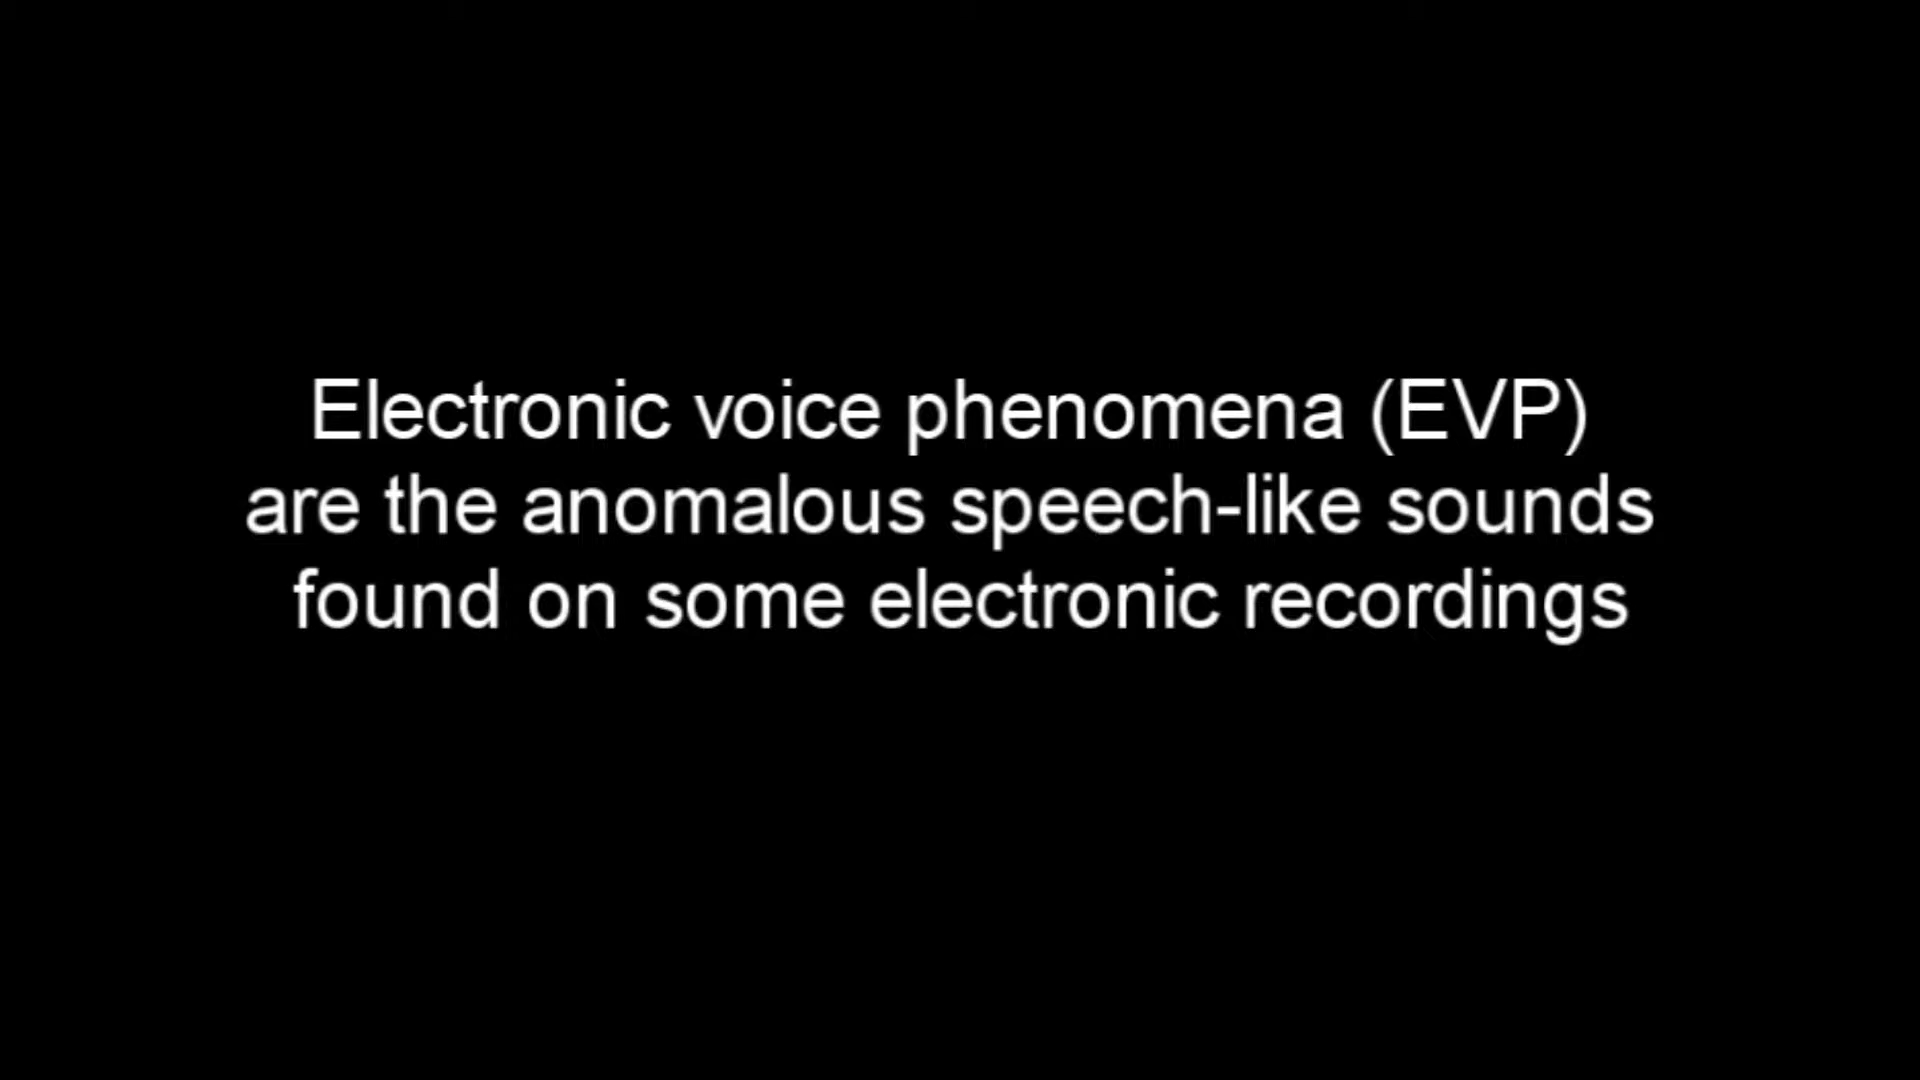 Electronic voice phenomena (EVP)
are the anomalous speech-like sounds
found on some electronic recordings